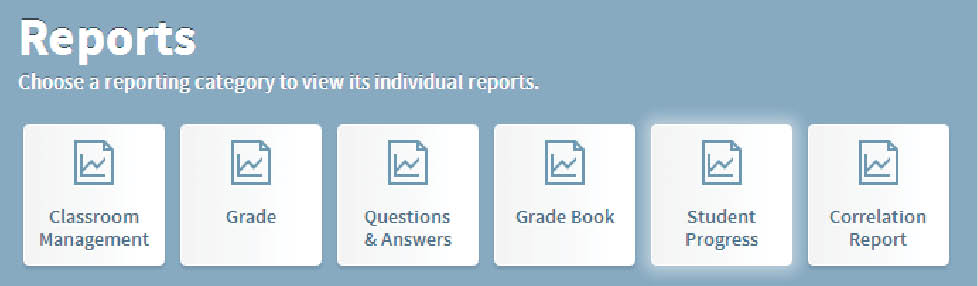 Reports
Choose a reporting category to view its individual reports.
Classroom
Management
Grade
Questions
& Answers
Grade Book
Student
Progress
Correlation
Report